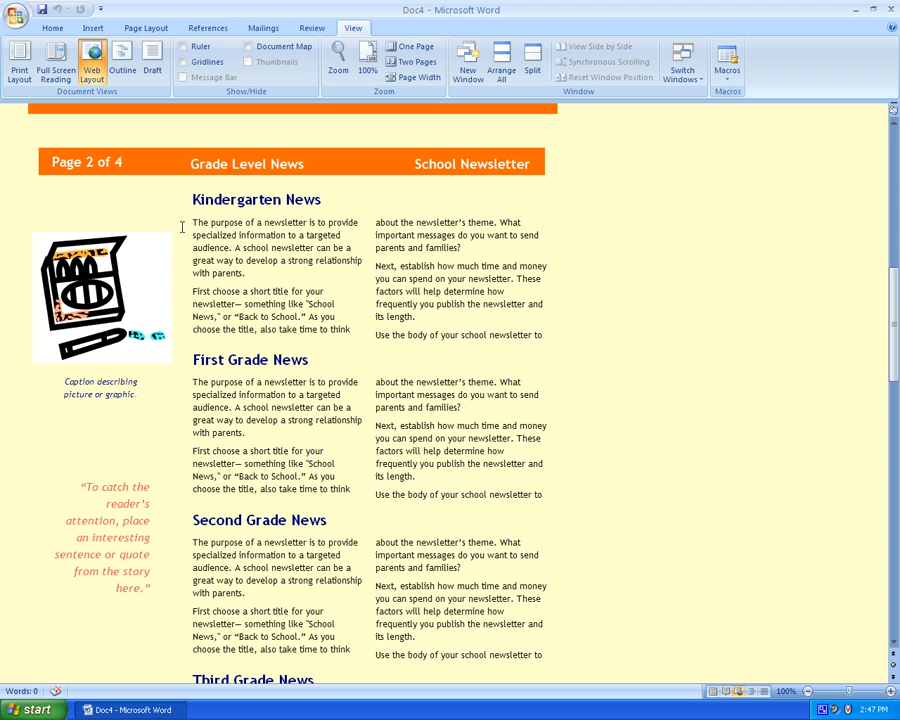 Doc4 - Microsoft Word
Home Insert Page Layout References Mailings Review View
Print Layout
Full Screen Reading
Web Layout
Outline
Draft
Document Views
Ruler
Gridlines
Message Bar
Document Map
Thumbnails
Show/Hide
Zoom
100%
One Page
Two Pages
Page Width
Zoom
New Window
Arrange All
Split
View Side by Side
Synchronous Scrolling
Reset Window Position
Window
Switch Windows
Macros
Macros
Page 2 of 4 Grade Level News School Newsletter
Kindergarten News
The purpose of a newsletter is to provide
specialized information to a targeted
audience. A school newsletter can be a
great way to develop a strong relationship
with parents.
First choose a short title for your
newsletter— something like "School
News," or “Back to School.” As you
choose the title, also take time to think
about the newsletter’s theme. What
important messages do you want to send
parents and families?
Next, establish how much time and money
you can spend on your newsletter. These
factors will help determine how
frequently you publish the newsletter and
its length.
Use the body of your school newsletter to
Caption describing
picture or graphic.
First Grade News
The purpose of a newsletter is to provide
specialized information to a targeted
audience. A school newsletter can be a
great way to develop a strong relationship
with parents.
First choose a short title for your
newsletter— something like "School
News," or “Back to School.” As you
choose the title, also take time to think
about the newsletter’s theme. What
important messages do you want to send
parents and families?
Next, establish how much time and money
you can spend on your newsletter. These
factors will help determine how
frequently you publish the newsletter and
its length.
Use the body of your school newsletter to
“To catch the
reader’s
attention, place
an interesting
sentence or quote
from the story
here.”
Second Grade News
The purpose of a newsletter is to provide
specialized information to a targeted
audience. A school newsletter can be a
great way to develop a strong relationship
with parents.
First choose a short title for your
newsletter— something like "School
News," or “Back to School.” As you
choose the title, also take time to think
about the newsletter’s theme. What
important messages do you want to send
parents and families?
Next, establish how much time and money
you can spend on your newsletter. These
factors will help determine how
frequently you publish the newsletter and
its length.
Use the body of your school newsletter to
Third Grade News
Words: 0
100%
start
Doc4 - Microsoft Word
2:47 PM